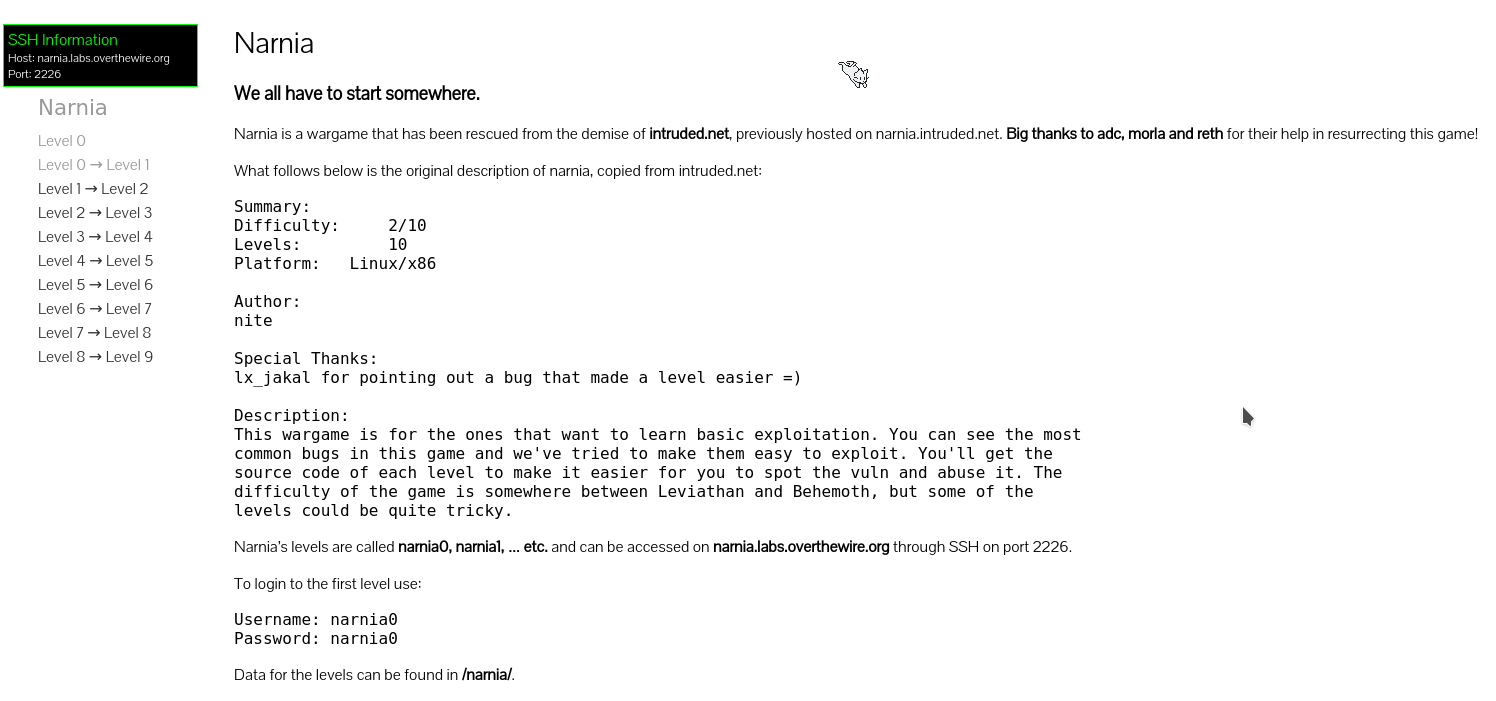 SSH Information
Host: narnia.labs.overthewire.org
Port: 2226
Narnia
Level 0
Level 0 → Level 1
Level 1 → Level 2
Level 2 → Level 3
Level 3 → Level 4
Level 4 → Level 5
Level 5 → Level 6
Level 6 → Level 7
Level 7 → Level 8
Level 8 → Level 9
Narnia
We all have to start somewhere.
Narnia is a wargame that has been rescued from the demise of intruded.net, previously hosted on narnia.intruded.net. Big thanks to adc, morla and reth for their help in resurrecting this game!
What follows below is the original description of narnia, copied from intruded.net:
Summary:
Difficulty:     2/10
Levels:         10
Platform:   Linux/x86
Author:
nite
Special Thanks:
lx_jakal for pointing out a bug that made a level easier =)
Description:
This wargame is for the ones that want to learn basic exploitation. You can see the most
common bugs in this game and we've tried to make them easy to exploit. You'll get the
source code of each level to make it easier for you to spot the vuln and abuse it. The
difficulty of the game is somewhere between Leviathan and Behemoth, but some of the
levels could be quite tricky.
Narnia’s levels are called narnia0, narnia1, … etc. and can be accessed on narnia.labs.overthewire.org through SSH on port 2226.
To login to the first level use:
Username: narnia0
Password: narnia0
Data for the levels can be found in /narnia/.